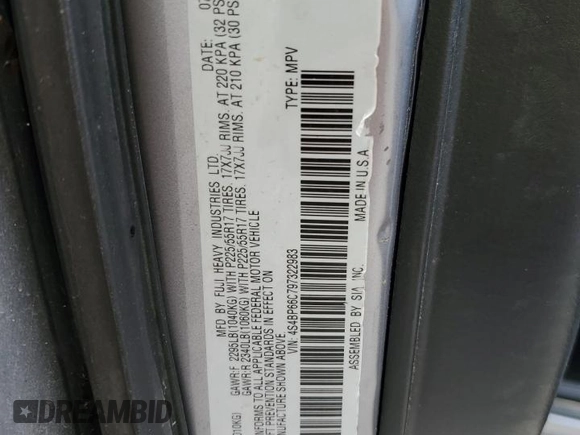 MFD BY FUJI HEAVY INDUSTRIES LTD. DATE: 0
GAWR:F 2295LB(1040KG) WITH P225/55R17 TIRES, 17X7JJ RIMS, AT 220 KPA (32 PS
010KG) GAWR:R 2340LB(1060KG) WITH P225/55R17 TIRES, 17X7JJ RIMS, AT 210 KPA (30 PS
ORMS TO ALL APPLICABLE FEDERAL MOTOR VEHICLE
FT PREVENTION STANDARDS IN EFFECT ON
NUFACTURE SHOWN ABOVE.
VIN: 4S4BP66C797322983 TYPE: MPV
ASSEMBLED BY SIA, INC. MADE IN U.S.A
DREAMBID